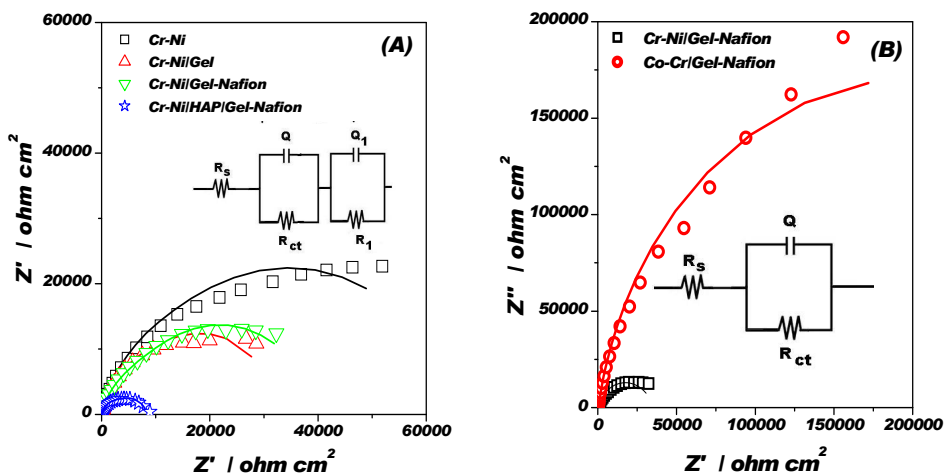 (A)
Cr-Ni
Cr-Ni/Gel
Cr-Ni/Gel-Nafion
Cr-Ni/HAP/Gel-Nafion
60000
40000
20000
0
Z' / ohm cm²
Rs
Q
Rct
Q1
R1
0 20000 40000 60000
Z' / ohm cm²
(B)
Cr-Ni/Gel-Nafion
Co-Cr/Gel-Nafion
200000
150000
100000
50000
0
Z'' / ohm cm²
Rs
Q
Rct
0 50000 100000 150000 200000
Z' / ohm cm²